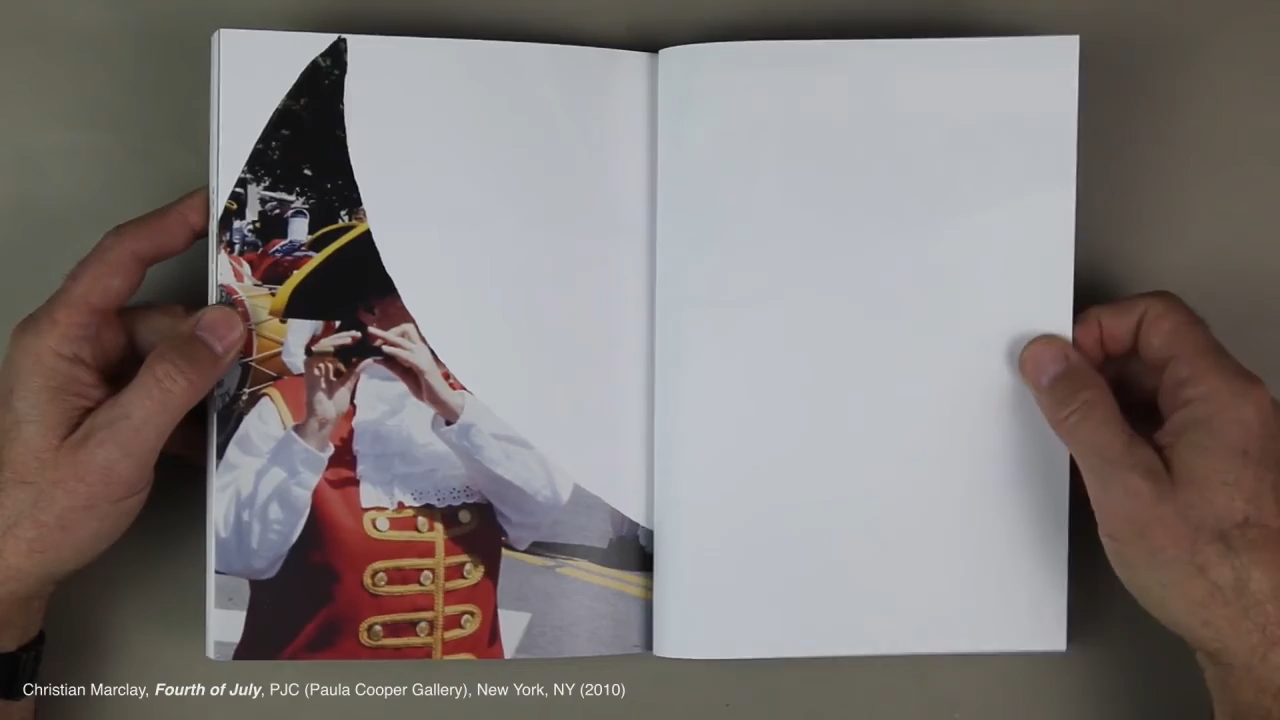 Christian Marclay, Fourth of July, PJC (Paula Cooper Gallery), New York, NY (2010)